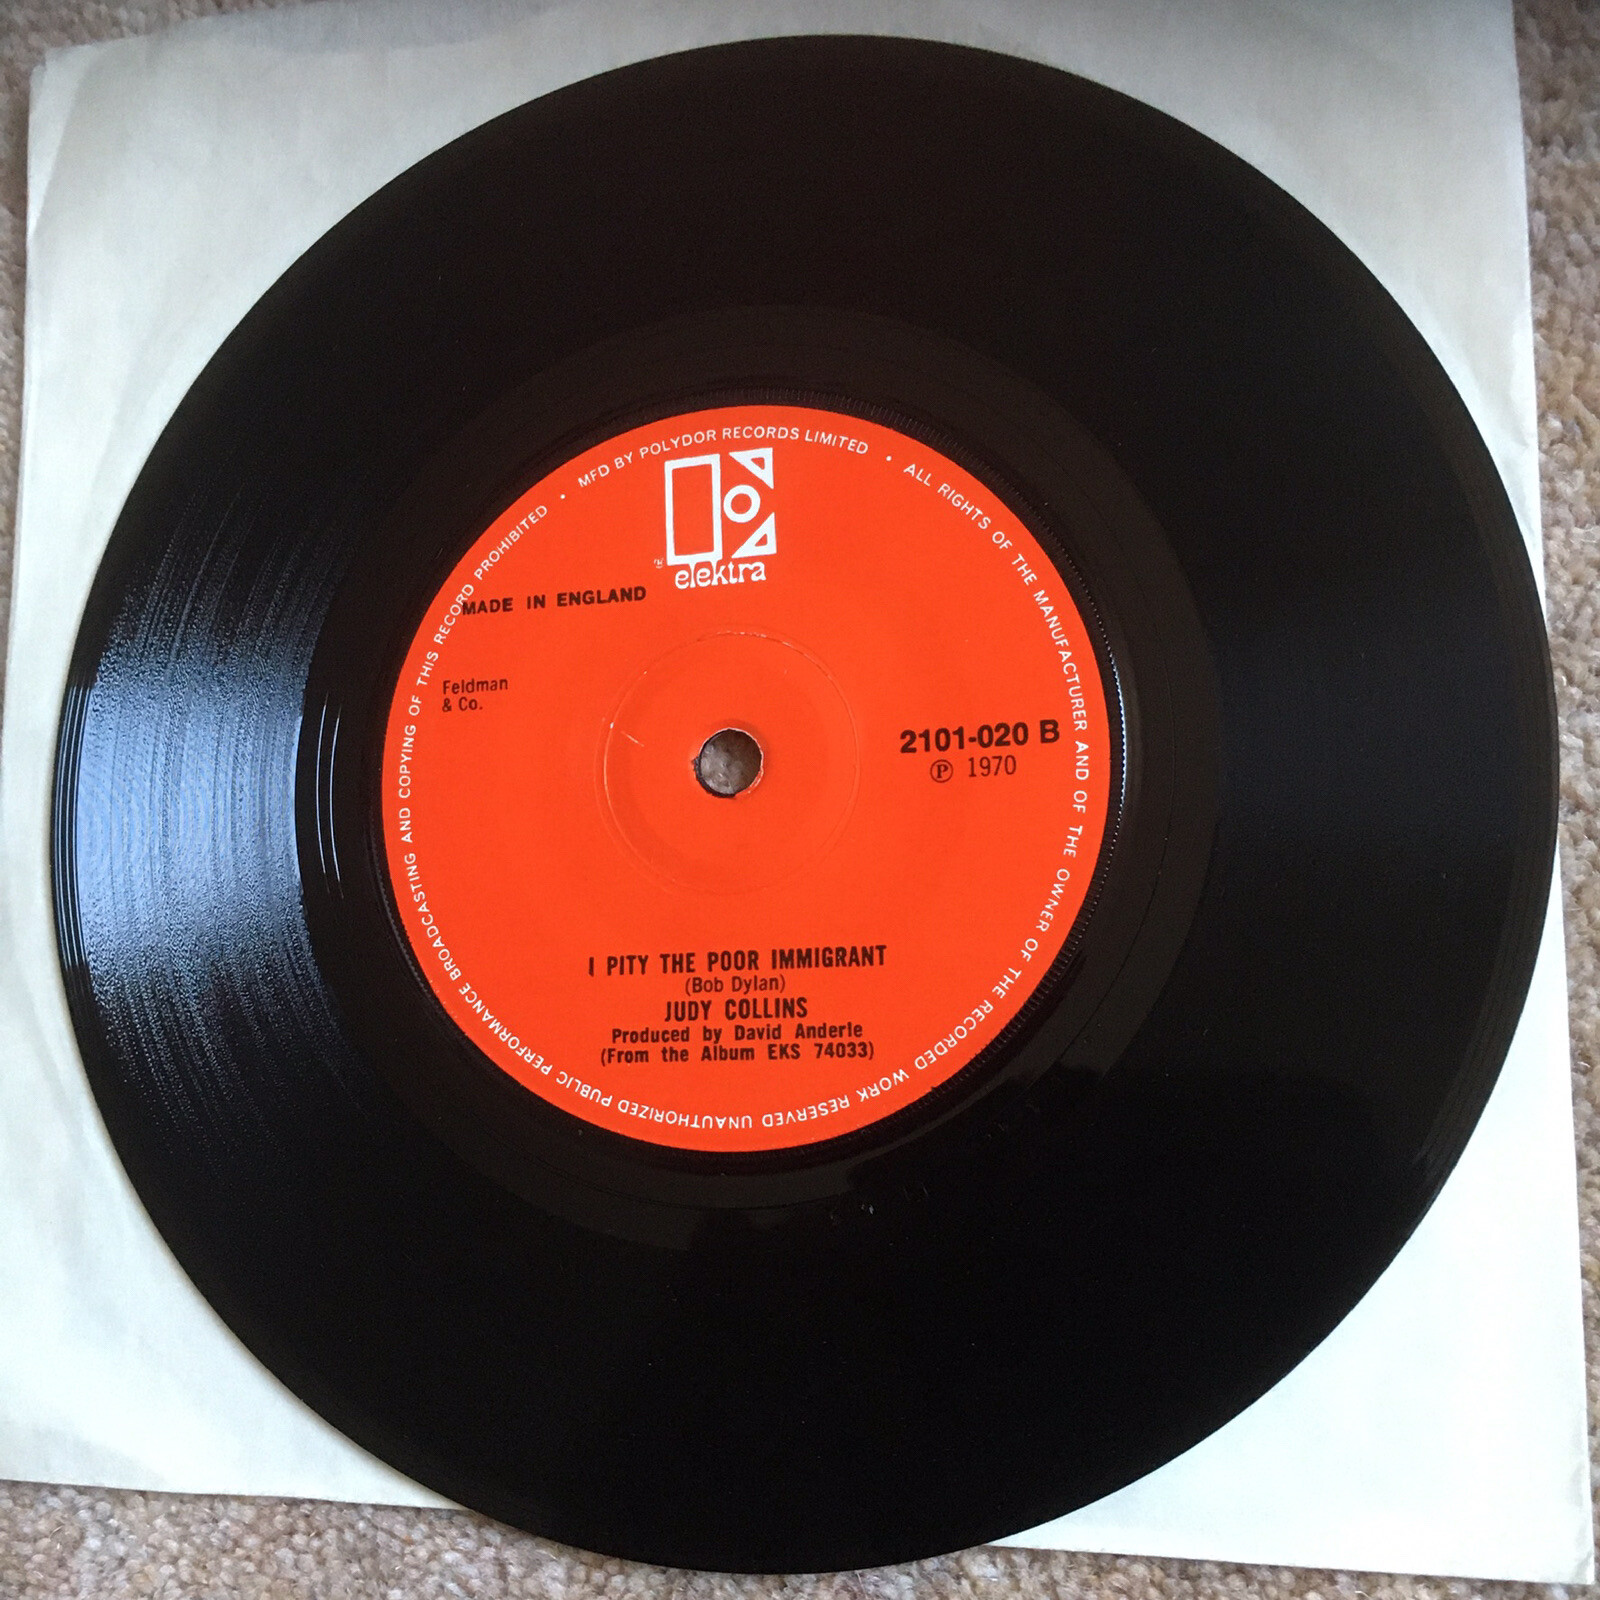 MFD BY POLYDOR RECORDS LIMITED • ALL RIGHTS OF THE MANUFACTURER AND OF THE OWNER OF THE RECORDED WORK RESERVED UNAUTHORIZED PUBLIC PERFORMANCE BROADCASTING AND COPYING OF THIS RECORD PROHIBITED •
elektra
MADE IN ENGLAND
Feldman
& Co.
2101-020 B
℗ 1970
I PITY THE POOR IMMIGRANT
(Bob Dylan)
JUDY COLLINS
Produced by David Anderle
(From the Album EKS 74033)